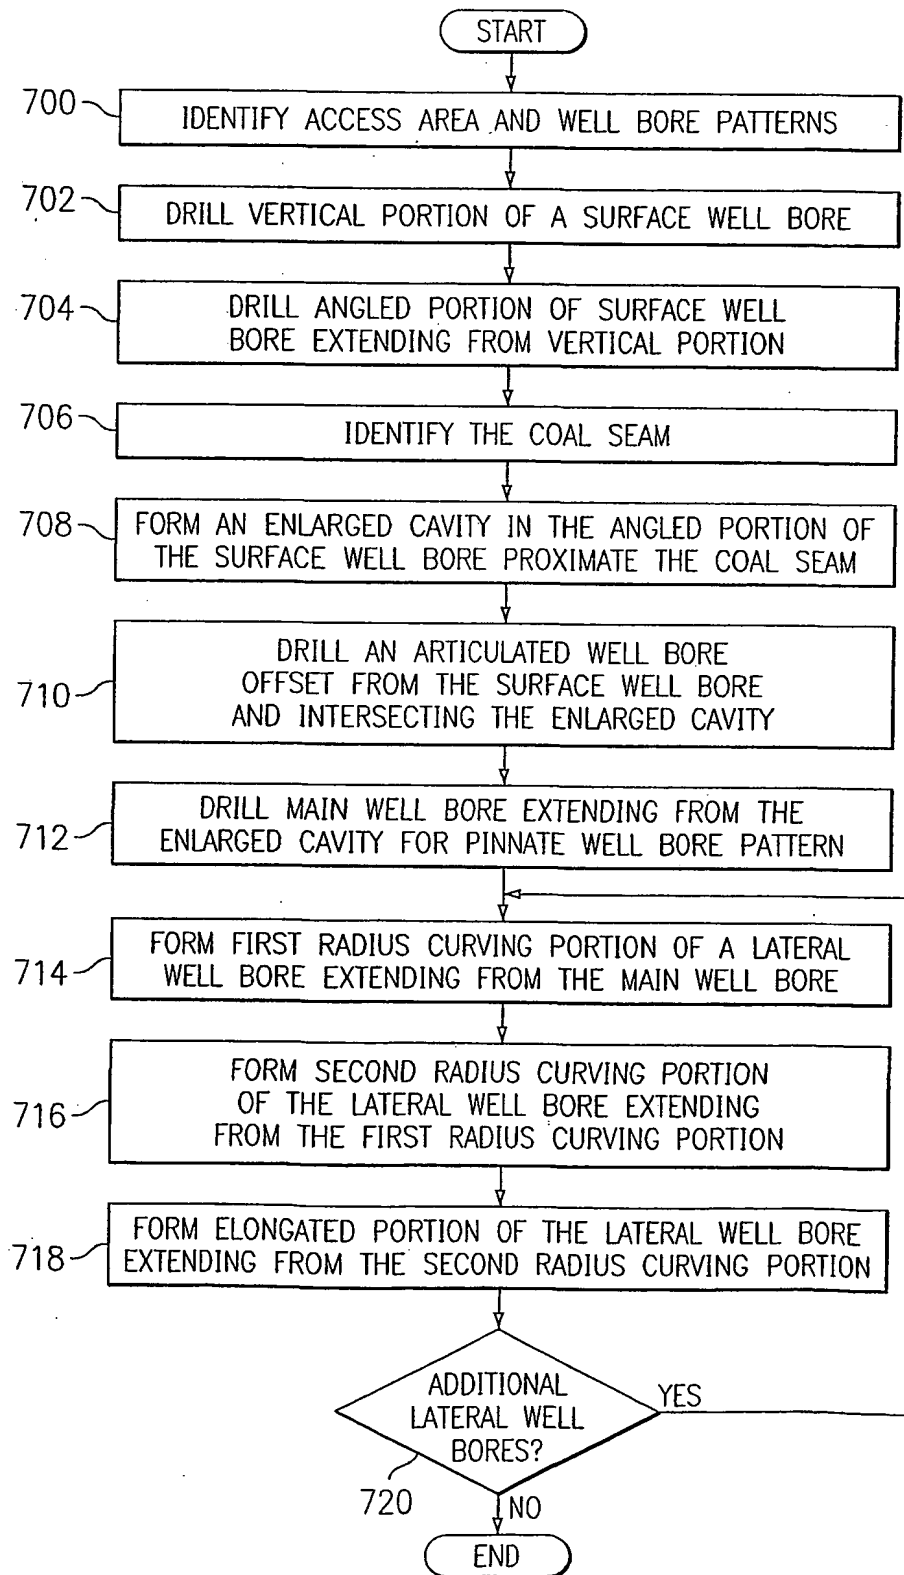 START
700
IDENTIFY ACCESS AREA AND WELL BORE PATTERNS
702
DRILL VERTICAL PORTION OF A SURFACE WELL BORE
704
DRILL ANGLED PORTION OF SURFACE WELL
BORE EXTENDING FROM VERTICAL PORTION
706
IDENTIFY THE COAL SEAM
708
FORM AN ENLARGED CAVITY IN THE ANGLED PORTION OF
THE SURFACE WELL BORE PROXIMATE THE COAL SEAM
710
DRILL AN ARTICULATED WELL BORE
OFFSET FROM THE SURFACE WELL BORE
AND INTERSECTING THE ENLARGED CAVITY
712
DRILL MAIN WELL BORE EXTENDING FROM THE
ENLARGED CAVITY FOR PINNATE WELL BORE PATTERN
714
FORM FIRST RADIUS CURVING PORTION OF A LATERAL
WELL BORE EXTENDING FROM THE MAIN WELL BORE
716
FORM SECOND RADIUS CURVING PORTION
OF THE LATERAL WELL BORE EXTENDING
FROM THE FIRST RADIUS CURVING PORTION
718
FORM ELONGATED PORTION OF THE LATERAL WELL BORE
EXTENDING FROM THE SECOND RADIUS CURVING PORTION
ADDITIONAL
LATERAL WELL
BORES?
YES
720
NO
END